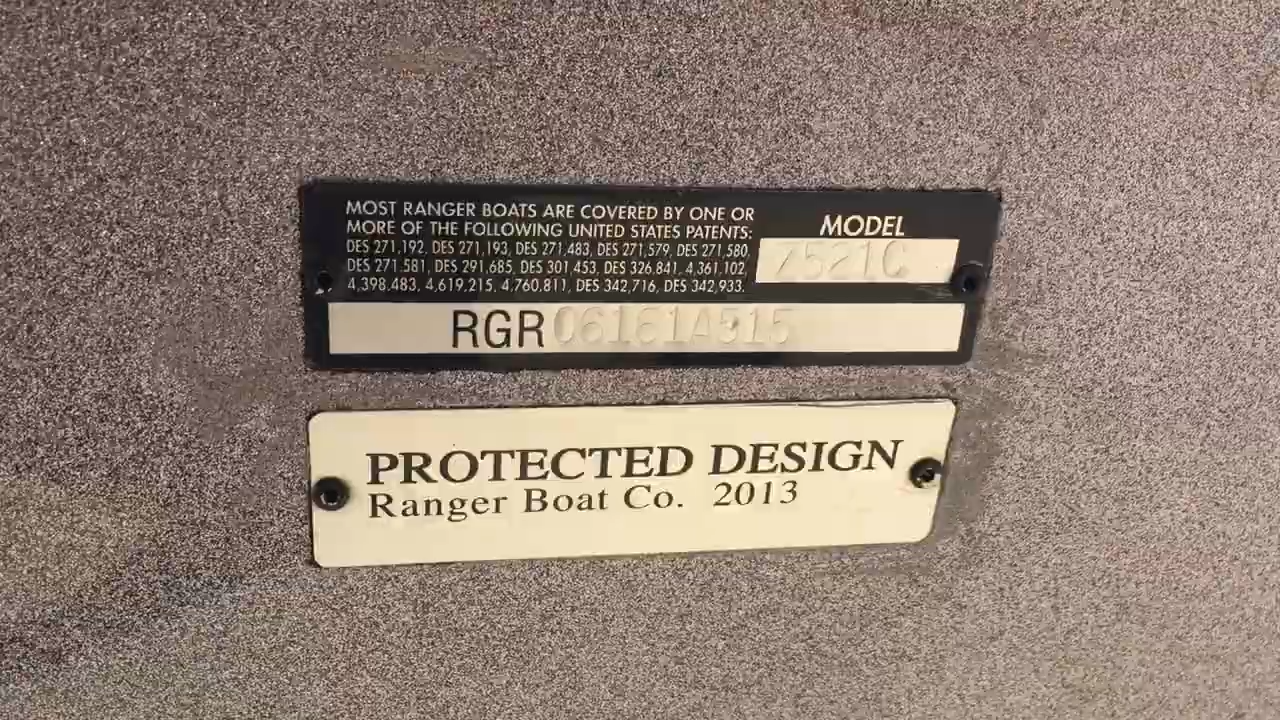 MOST RANGER BOATS ARE COVERED BY ONE OR
MORE OF THE FOLLOWING UNITED STATES PATENTS:
DES 271,192, DES 271,193, DES 271,483, DES 271,579, DES 271,580,
DES 271.581, DES 291,685, DES 301,453, DES 326,841, 4,361,102,
4,398,483, 4,619,215, 4,760,811, DES 342,716, DES 342,933.
MODEL
Z521C
RGR06161A515
PROTECTED DESIGN
Ranger Boat Co. 2013